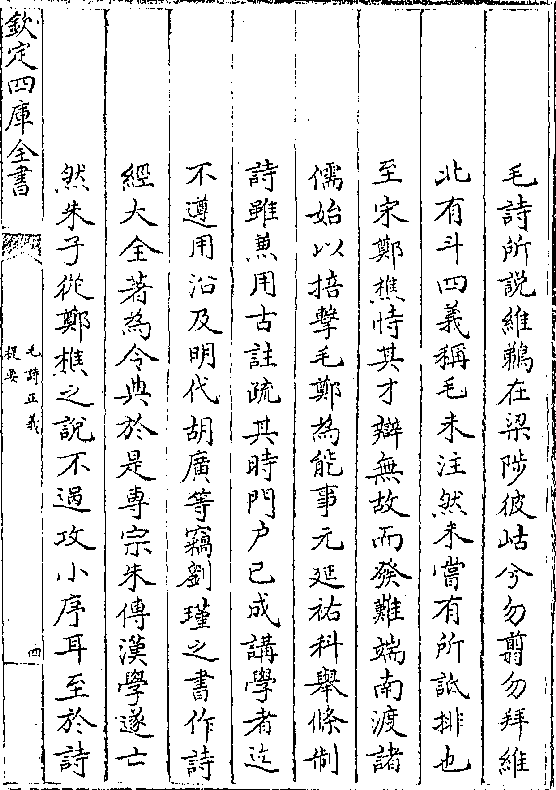 毛詩所說維鵜在梁陟彼岵兮勿翦勿拜維
北有斗四義稱毛未注然未嘗有所詆排也
至宋鄭樵恃其才辯無故而發難端南渡諸
儒始以掊擊毛鄭為能事元延祐科舉條制
詩雖兼用古註疏其時門户已成講學者迄
不遵用沿及明代胡廣等竊劉瑾之書作詩
經大全著為令典於是専宗朱傳漢學遂亡
然朱子從鄭樵之說不過攻小序耳至於詩
欽定四庫全書
毛詩正義
提要
四